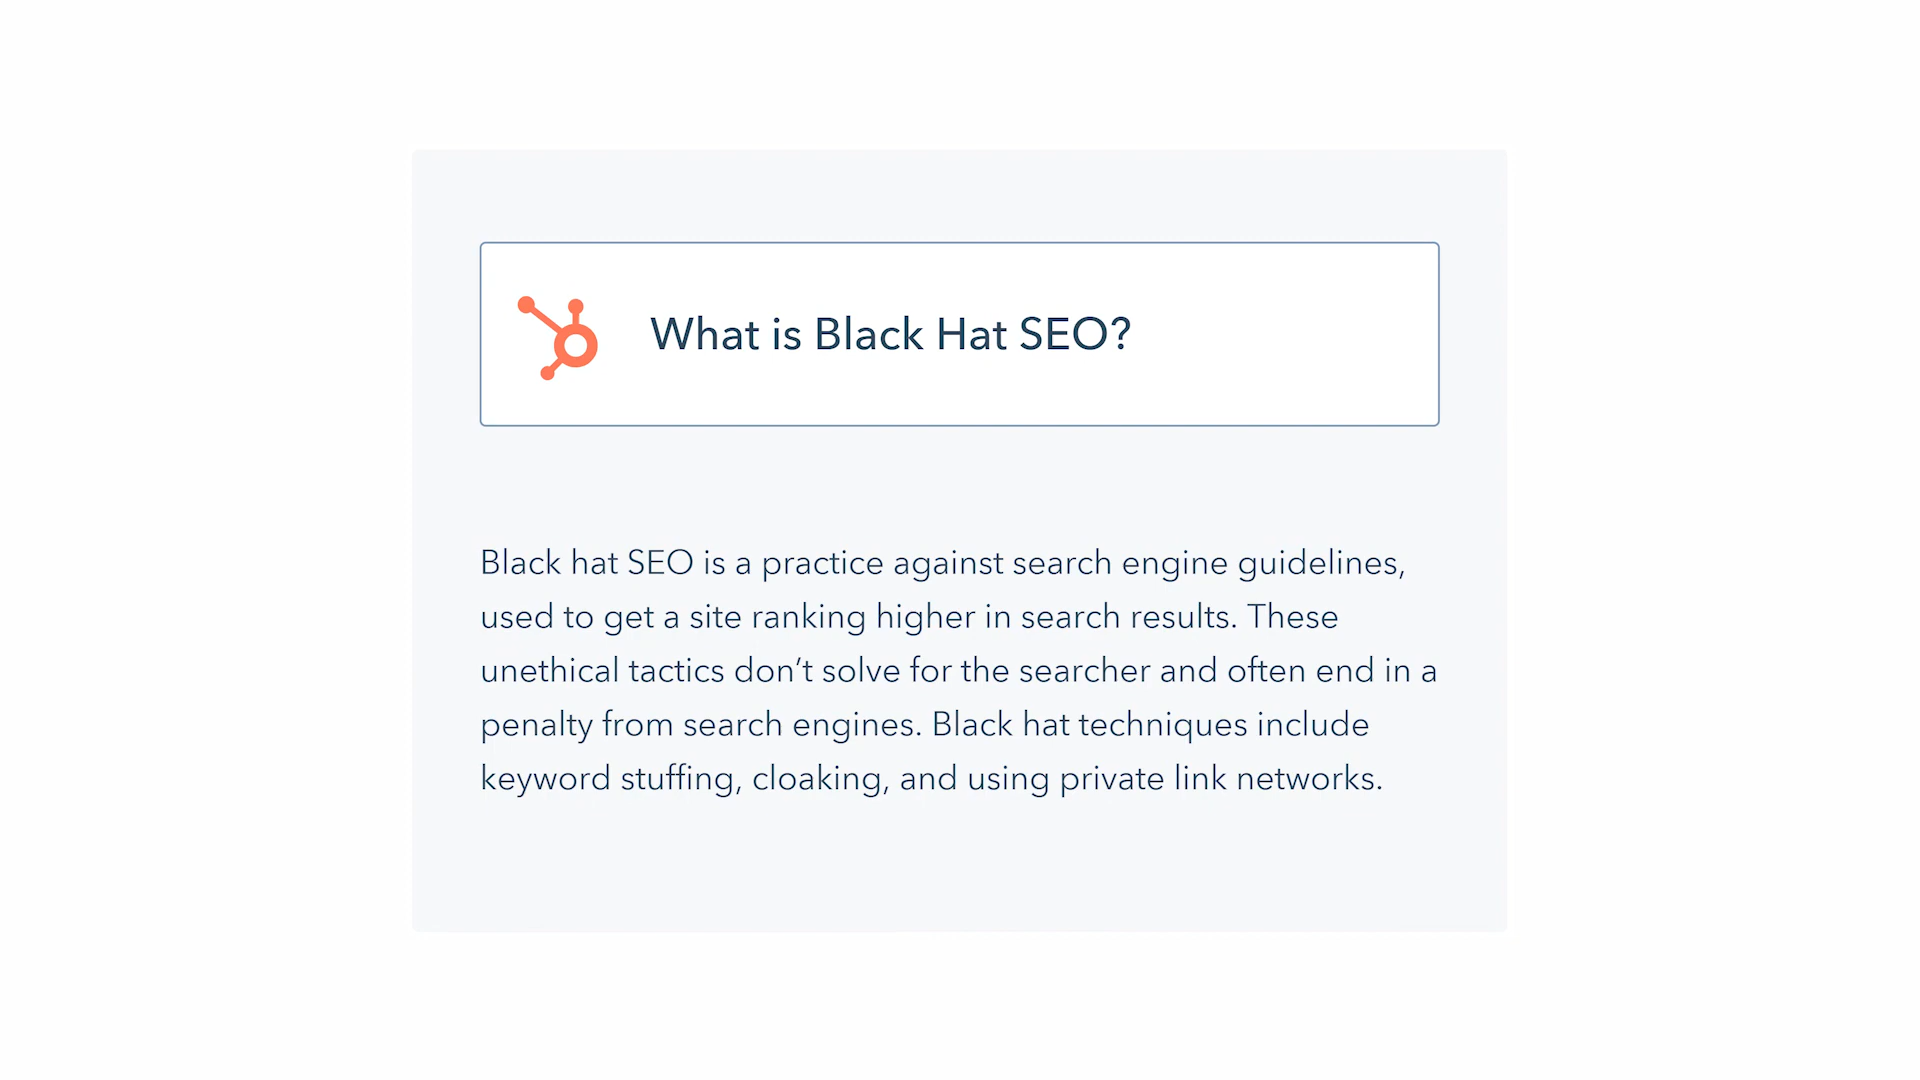 What is Black Hat SEO?
Black hat SEO is a practice against search engine guidelines,
used to get a site ranking higher in search results. These
unethical tactics don’t solve for the searcher and often end in a
penalty from search engines. Black hat techniques include
keyword stuffing, cloaking, and using private link networks.